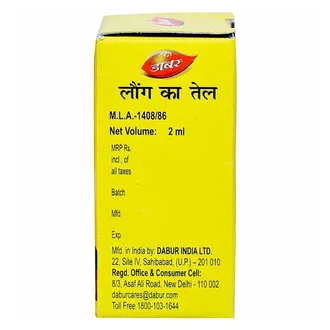 डाबर
लौंग का तेल
M.L.A.-1408/86
Net Volume: 2 ml
MRP Rs.
incl., of
all taxes
Batch
Mfd.
Exp.
Mfd. in India by: DABUR INDIA LTD.
22, Site IV, Sahibabad, (U.P.) – 201 010
Regd. Office & Consumer Cell:
8/3, Asaf Ali Road, New Delhi - 110 002
daburcares@dabur.com
Toll Free 1800-103-1644